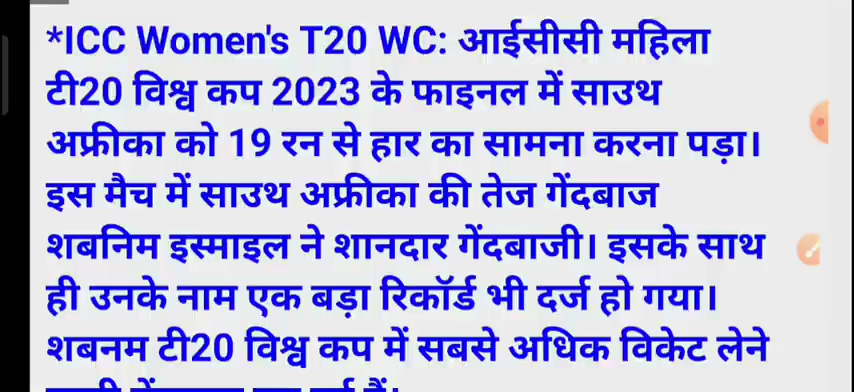 *ICC Women's T20 WC: आईसीसी महिला
टी20 विश्व कप 2023 के फाइनल में साउथ
अफ्रीका को 19 रन से हार का सामना करना पड़ा।
इस मैच में साउथ अफ्रीका की तेज गेंदबाज
शबनिम इस्माइल ने शानदार गेंदबाजी। इसके साथ
ही उनके नाम एक बड़ा रिकॉर्ड भी दर्ज हो गया।
शबनम टी20 विश्व कप में सबसे अधिक विकेट लेने